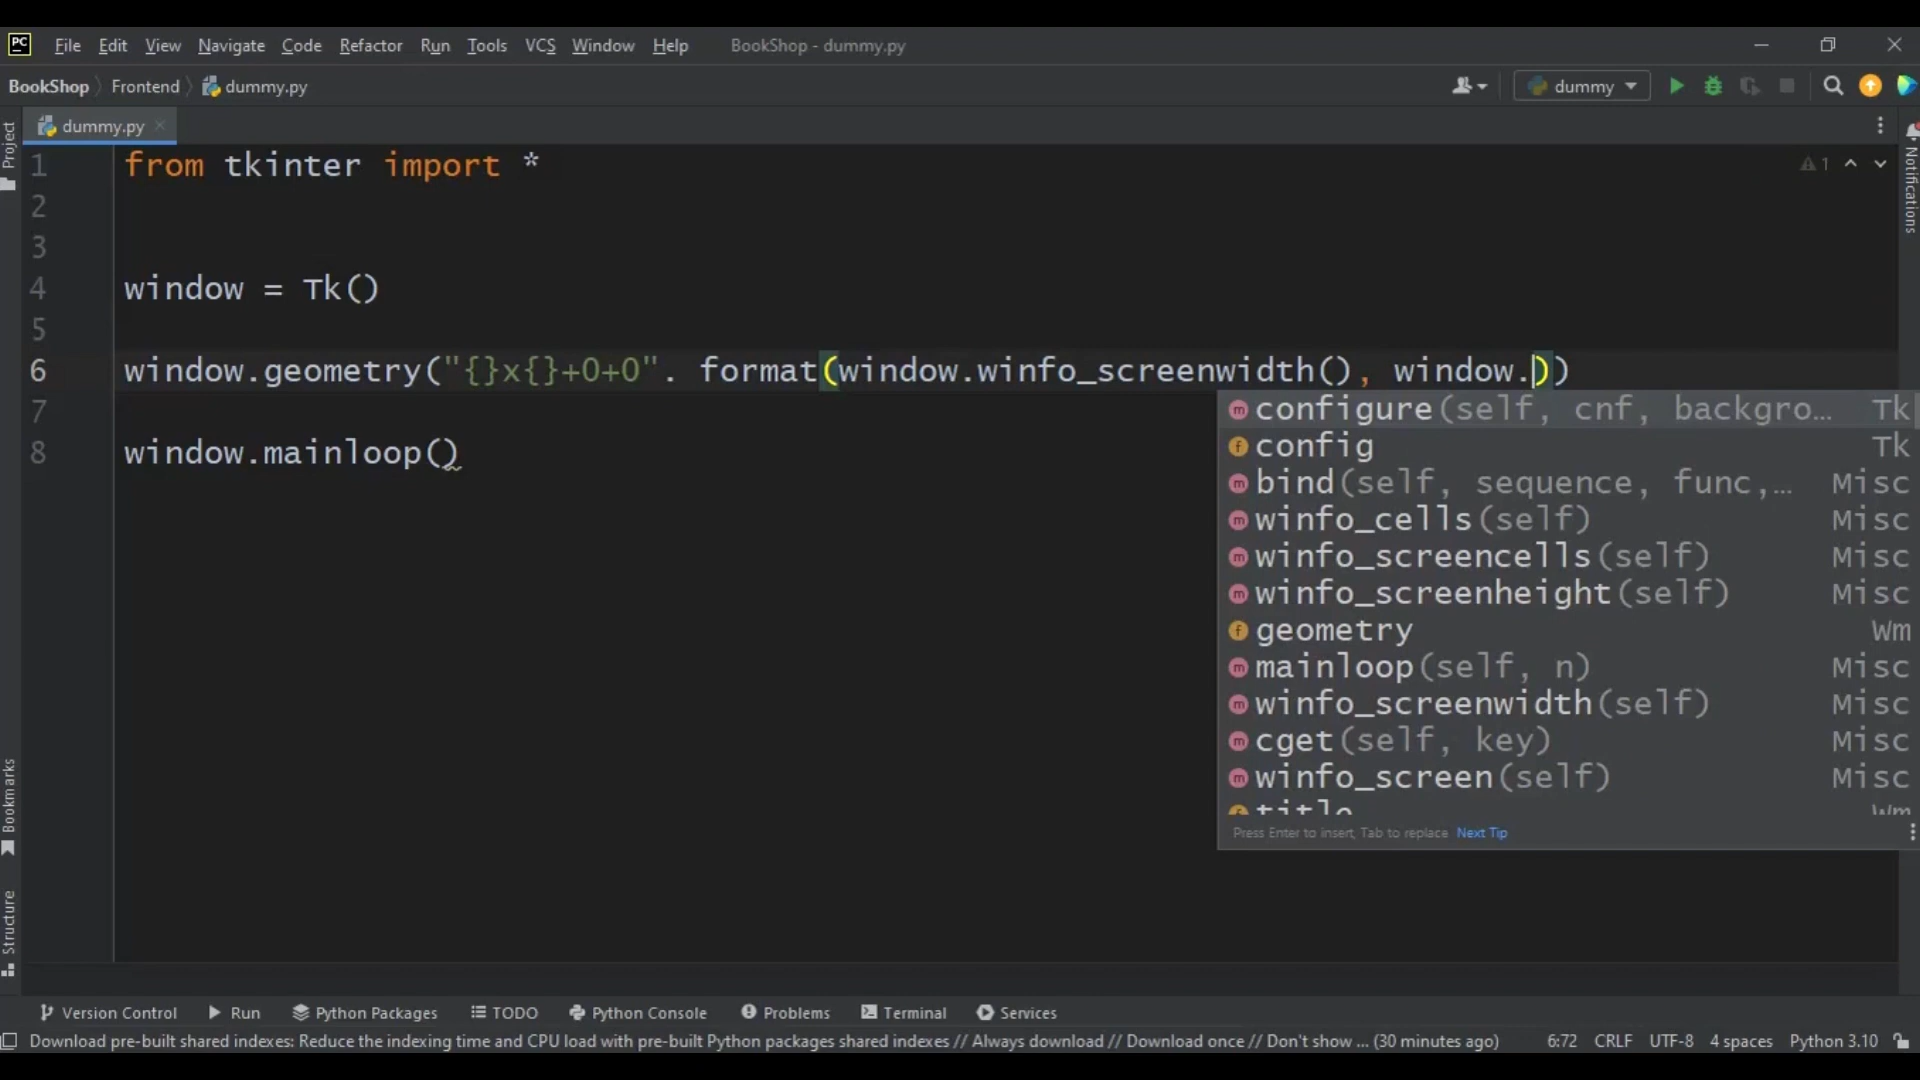 PC File Edit View Navigate Code Refactor Run Tools VCS Window Help BookShop - dummy.py
BookShop Frontend dummy.py dummy
dummy.py
Project
Notifications
1 from tkinter import * 1
2
3
4 window = Tk()
5
6 window.geometry("{}x{}+0+0". format(window.winfo_screenwidth(), window.))
7
8 window.mainloop()
configure(self, cnf, backgro... Tk
config Tk
bind(self, sequence, func,... Misc
winfo_cells(self) Misc
winfo_screencells(self) Misc
winfo_screenheight(self) Misc
geometry Wm
mainloop(self, n) Misc
winfo_screenwidth(self) Misc
cget(self, key) Misc
winfo_screen(self) Misc
title Wm
Press Enter to insert, Tab to replace Next Tip
Bookmarks
Structure
Version Control Run Python Packages TODO Python Console Problems Terminal Services
Download pre-built shared indexes: Reduce the indexing time and CPU load with pre-built Python packages shared indexes // Always download // Download once // Don't show ... (30 minutes ago) 6:72 CRLF UTF-8 4 spaces Python 3.10